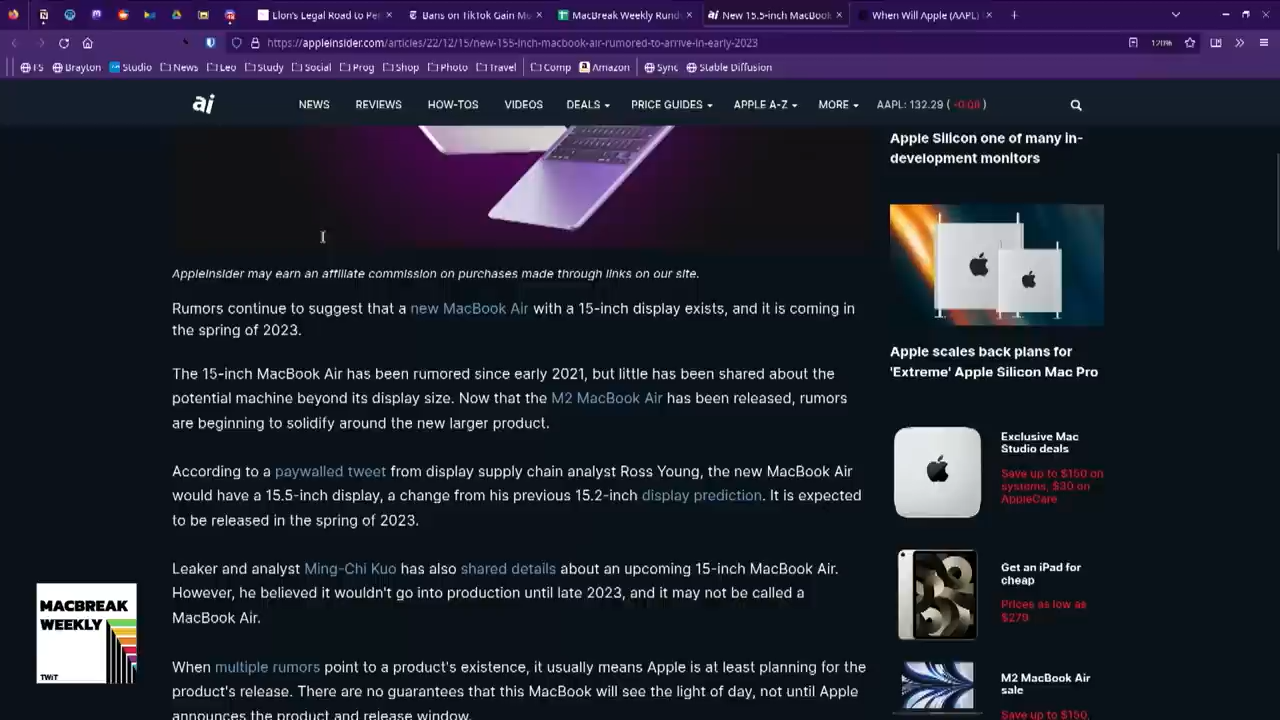 Elon's Legal Road to Per
Bans on TikTok Gain Mo
MacBreak Weekly Rund
New 15.5-inch MacBook
When Will Apple (AAPL)
https://appleinsider.com/articles/22/12/15/new-155-inch-macbook-air-rumored-to-arrive-in-early-2023
120%
FS
Brayton
Studio
News
Leo
Study
Social
Prog
Shop
Photo
Travel
Comp
Amazon
Sync
Stable Diffusion
ai
NEWS
REVIEWS
HOW-TOS
VIDEOS
DEALS
PRICE GUIDES
APPLE A-Z
MORE
AAPL: 132.29 ( -0.08 )
AppleInsider may earn an affiliate commission on purchases made through links on our site.
Rumors continue to suggest that a new MacBook Air with a 15-inch display exists, and it is coming in
the spring of 2023.
The 15-inch MacBook Air has been rumored since early 2021, but little has been shared about the
potential machine beyond its display size. Now that the M2 MacBook Air has been released, rumors
are beginning to solidify around the new larger product.
According to a paywalled tweet from display supply chain analyst Ross Young, the new MacBook Air
would have a 15.5-inch display, a change from his previous 15.2-inch display prediction. It is expected
to be released in the spring of 2023.
Leaker and analyst Ming-Chi Kuo has also shared details about an upcoming 15-inch MacBook Air.
However, he believed it wouldn't go into production until late 2023, and it may not be called a
MacBook Air.
When multiple rumors point to a product's existence, it usually means Apple is at least planning for the
product's release. There are no guarantees that this MacBook will see the light of day, not until Apple
announces the product and release window.
Apple Silicon one of many in-
development monitors
Apple scales back plans for
'Extreme' Apple Silicon Mac Pro
Exclusive Mac
Studio deals
Save up to $150 on
systems, $30 on
AppleCare
Get an iPad for
cheap
Prices as low as
$279
M2 MacBook Air
sale
Save up to $150,
MACBREAK
WEEKLY
TWiT